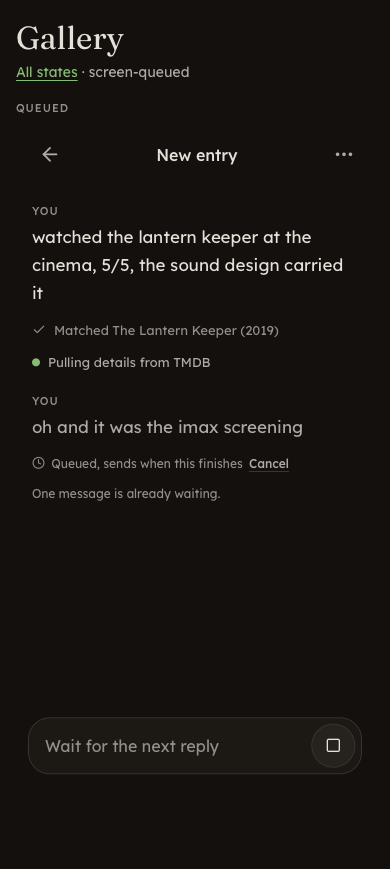 Gallery
All states · screen-queued
QUEUED
New entry
YOU
watched the lantern keeper at the
cinema, 5/5, the sound design carried
it
Matched The Lantern Keeper (2019)
Pulling details from TMDB
YOU
oh and it was the imax screening
Queued, sends when this finishes Cancel
One message is already waiting.
Wait for the next reply